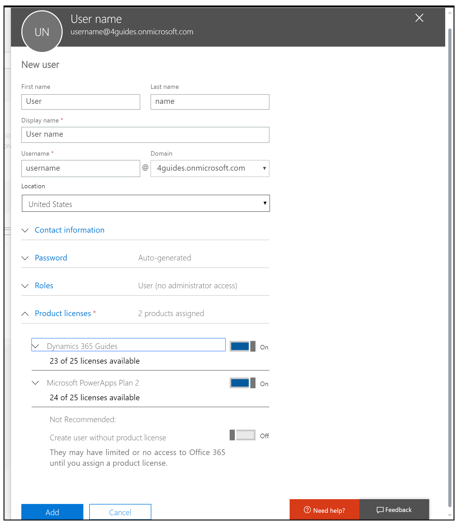 UN
User name
username@4guides.onmicrosoft.com
New user
First name
Last name
User
name
Display name *
User name
Username *
Domain
username
@
4guides.onmicrosoft.com
Location
United States
Contact information
Password
Auto-generated
Roles
User (no administrator access)
Product licenses *
2 products assigned
Dynamics 365 Guides
On
23 of 25 licenses available
Microsoft PowerApps Plan 2
On
24 of 25 licenses available
Not Recommended:
Create user without product license
Off
They may have limited or no access to Office 365
until you assign a product license.
Add
Cancel
Need help?
Feedback